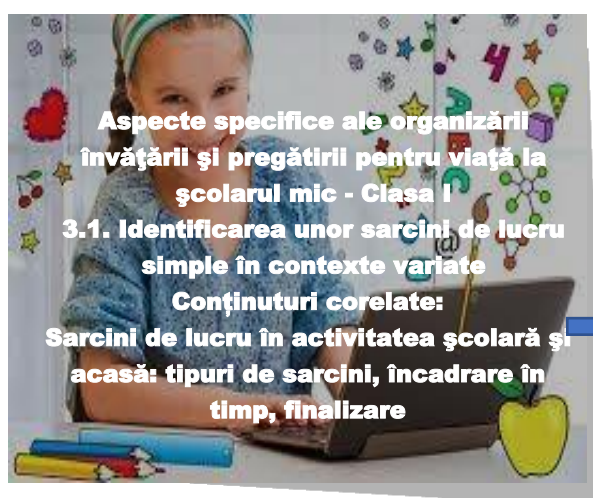 Aspecte specifice ale organizării
învăţării şi pregătirii pentru viaţă la
şcolarul mic - Clasa I
3.1. Identificarea unor sarcini de lucru
simple în contexte variate
Conţinuturi corelate:
Sarcini de lucru în activitatea şcolară şi
acasă: tipuri de sarcini, încadrare în
timp, finalizare